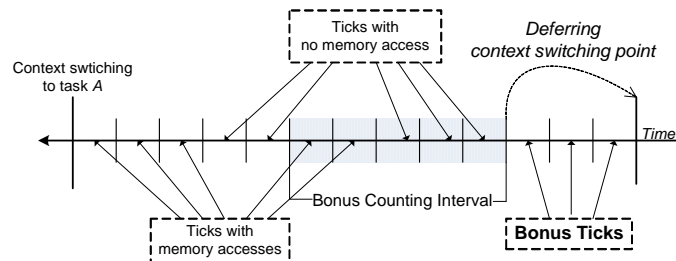 Ticks with
no memory access
Deferring
context switching point
Context swtiching
to task A
Time
Bonus Counting Interval
Ticks with
memory accesses
Bonus Ticks